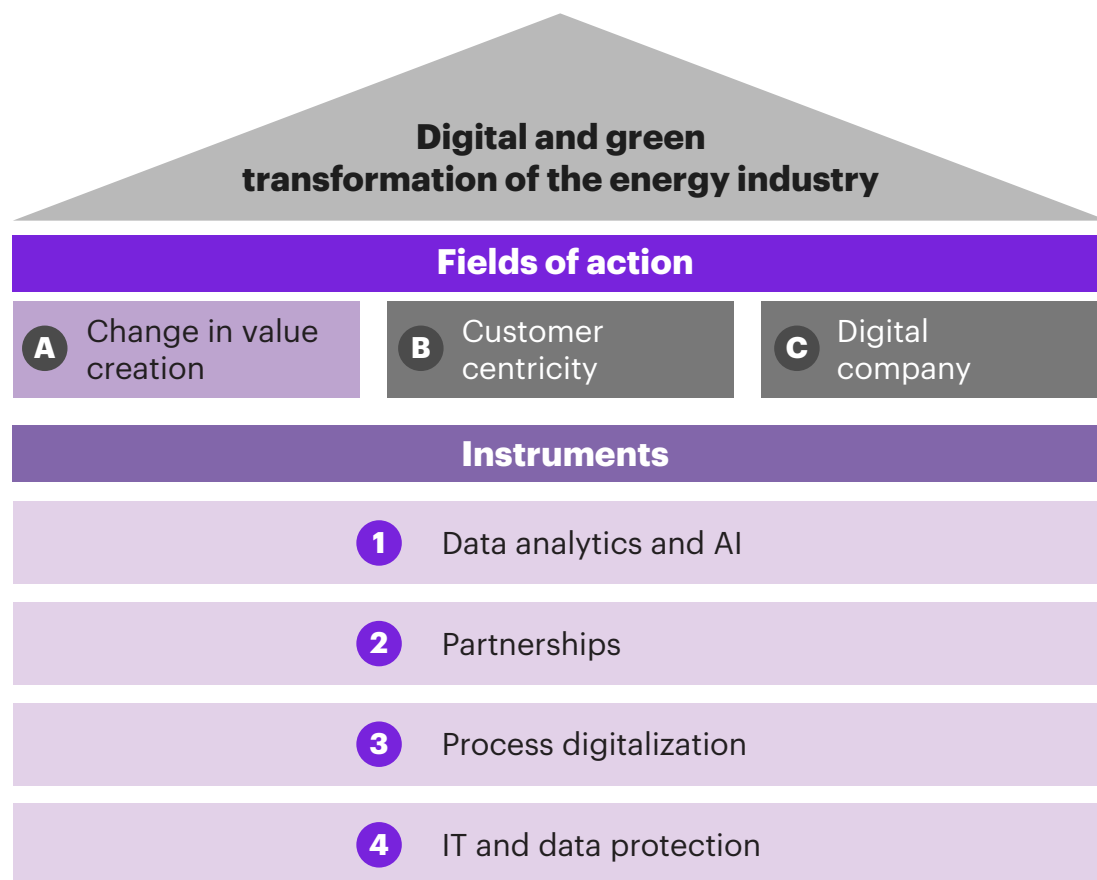 Digital and green
transformation of the energy industry
Fields of action
A Change in value
creation
B Customer
centricity
C Digital
company
Instruments
1 Data analytics and AI
2 Partnerships
3 Process digitalization
4 IT and data protection